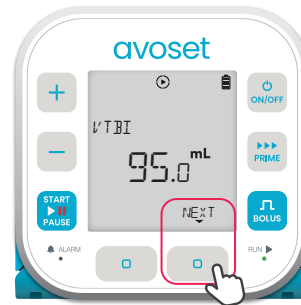 avoset
ON/OFF
VTBI
95.0 mL
PRIME
START
PAUSE
NEXT
BOLUS
ALARM
RUN